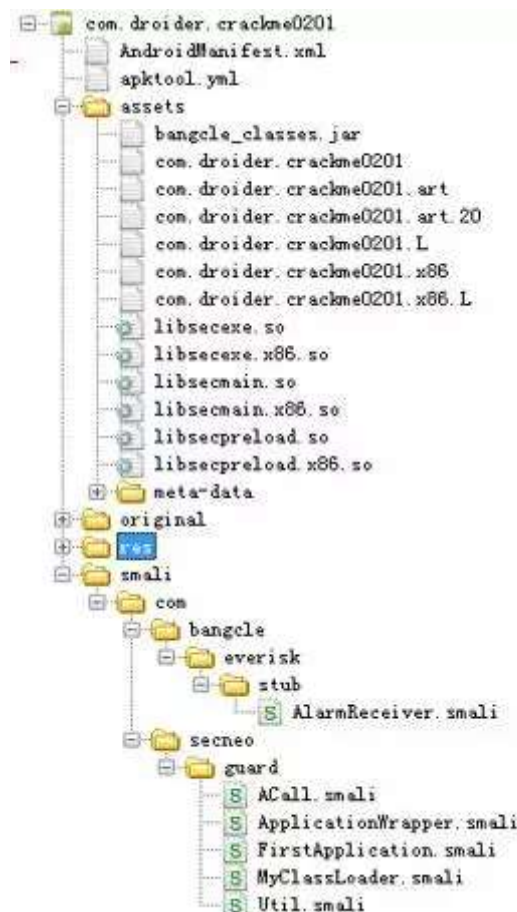 com.droider.crackme0201
AndroidManifest.xml
apktool.yml
assets
bangcle_classes.jar
com.droider.crackme0201
com.droider.crackme0201.art
com.droider.crackme0201.art.20
com.droider.crackme0201.L
com.droider.crackme0201.x86
com.droider.crackme0201.x86.L
libsecexe.so
libsecexe.x86.so
libsecmain.so
libsecmain.x86.so
libsecpreload.so
libsecpreload.x86.so
meta-data
original
res
smali
com
bangcle
everisk
stub
AlarmReceiver.smali
secneo
guard
ACall.smali
ApplicationWrapper.smali
FirstApplication.smali
MyClassLoader.smali
Util.smali